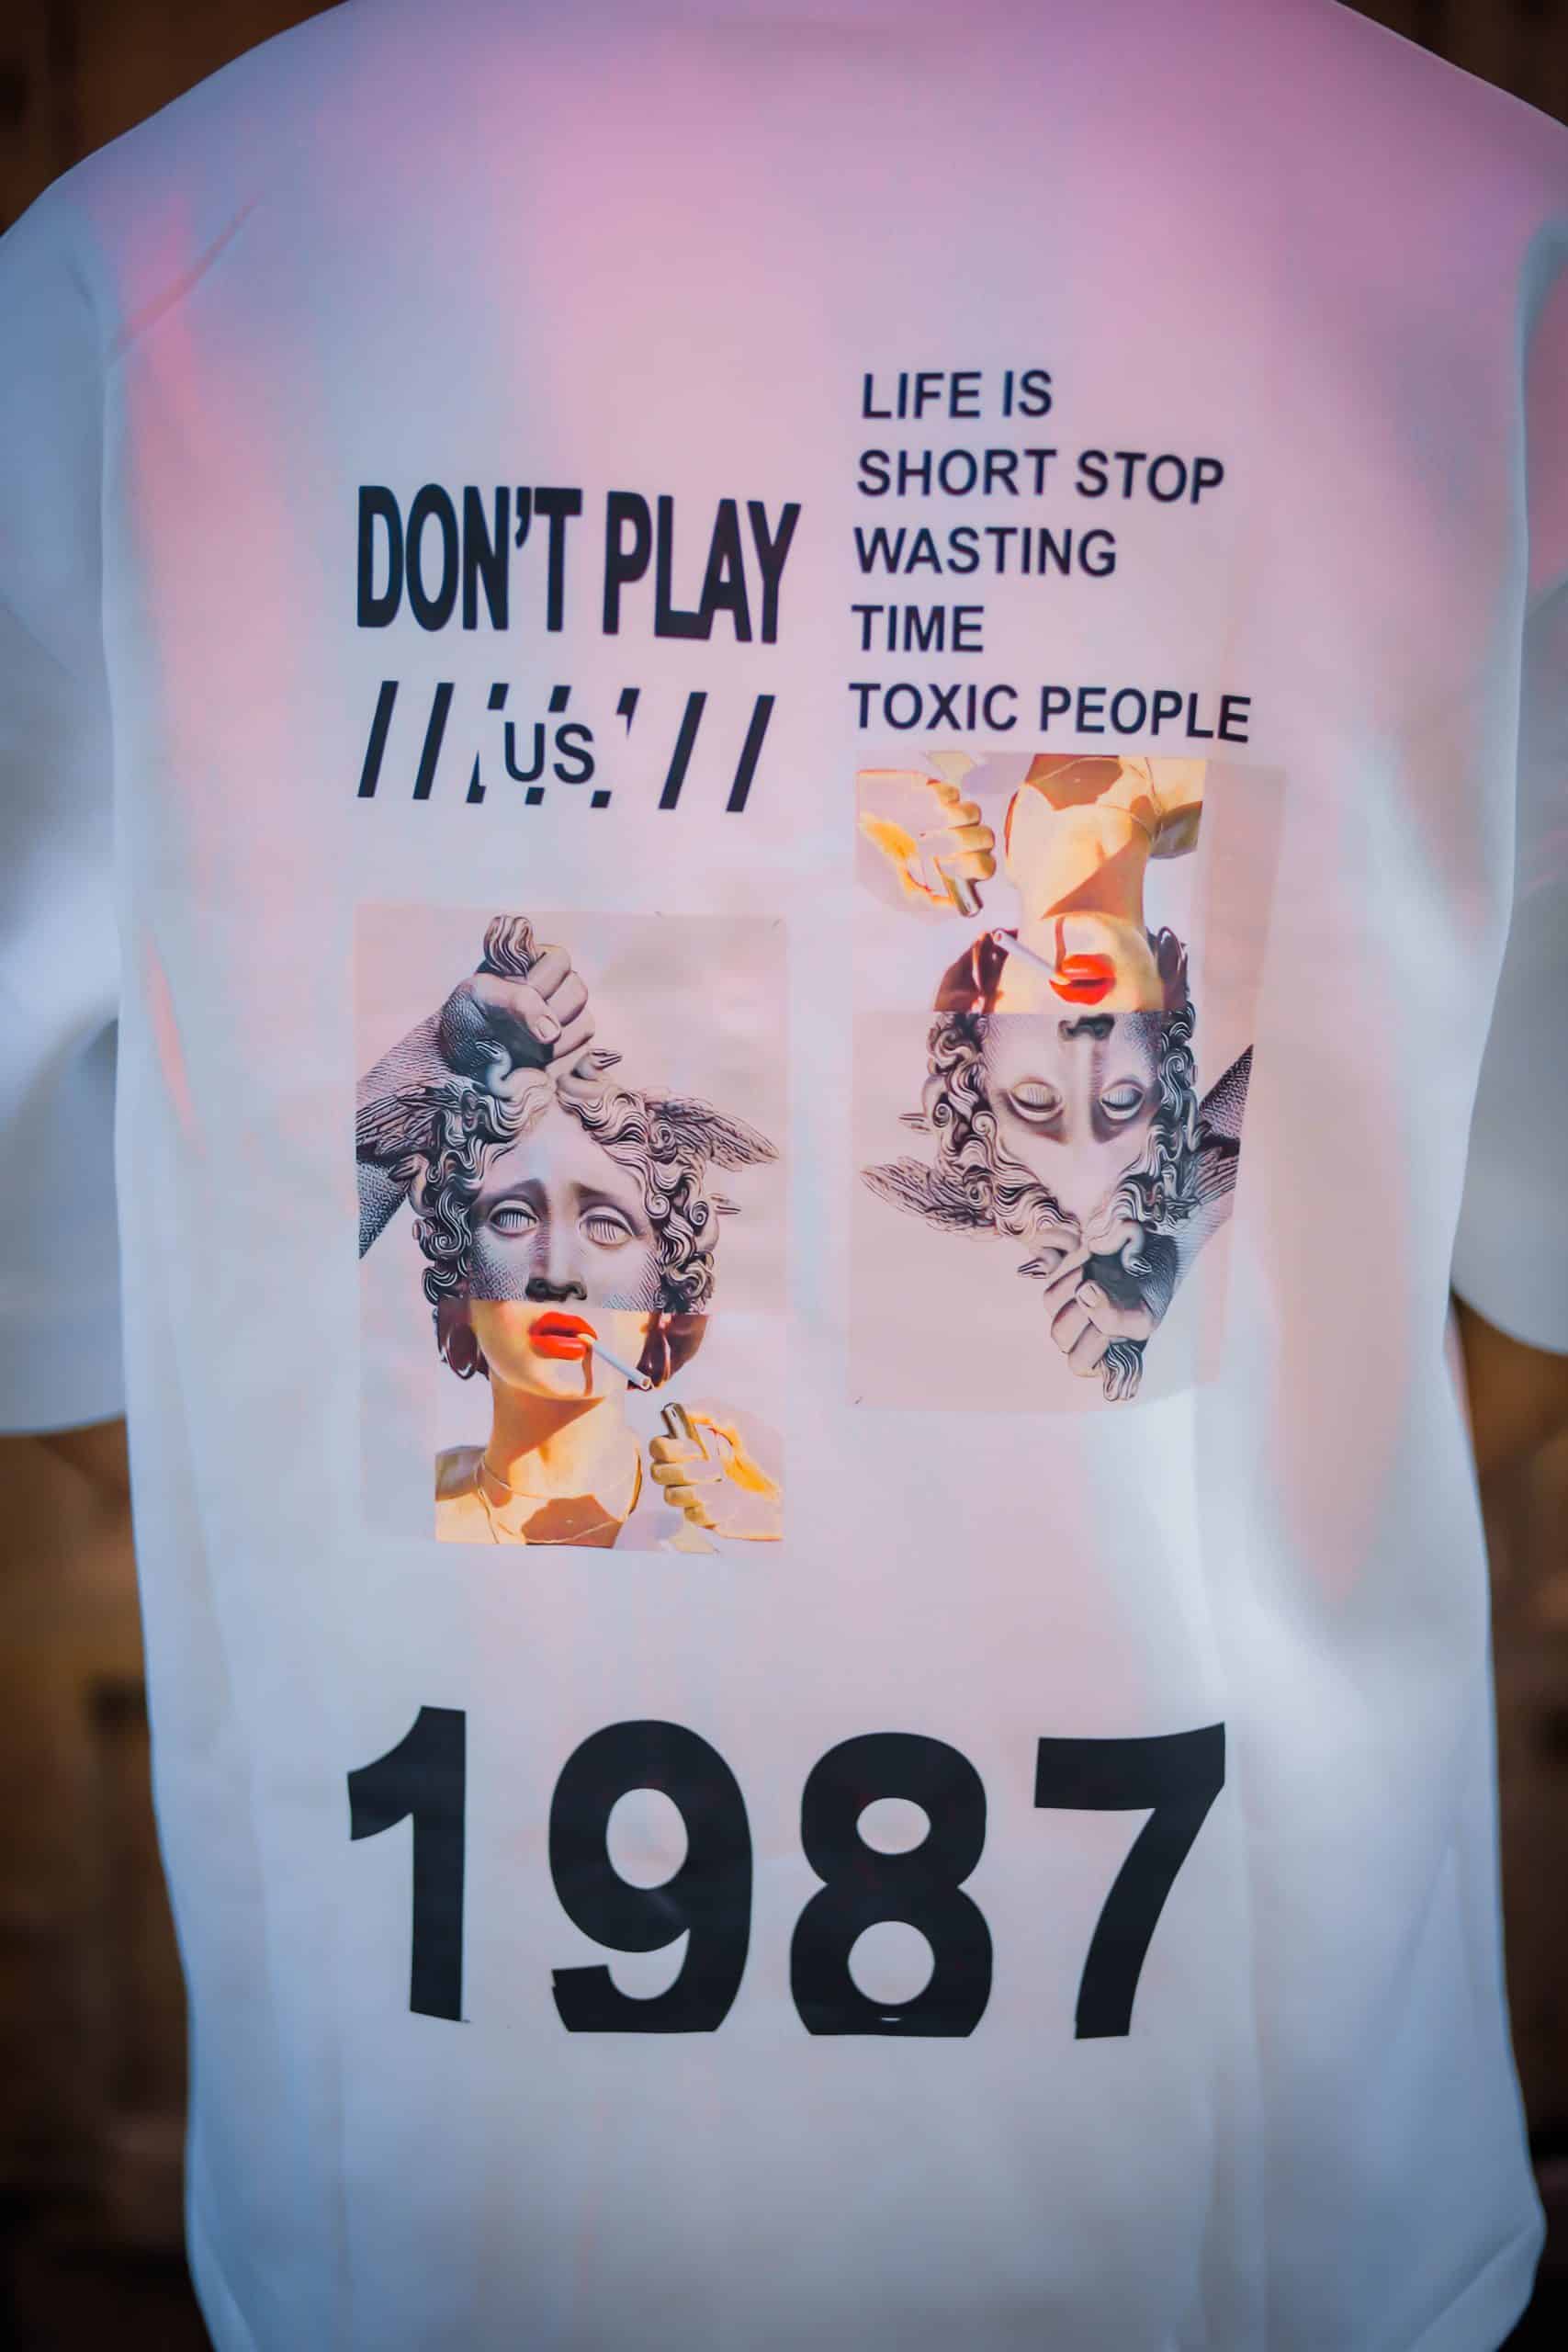 DON'T PLAY
// / US / //
LIFE IS
SHORT STOP
WASTING
TIME
TOXIC PEOPLE
1987